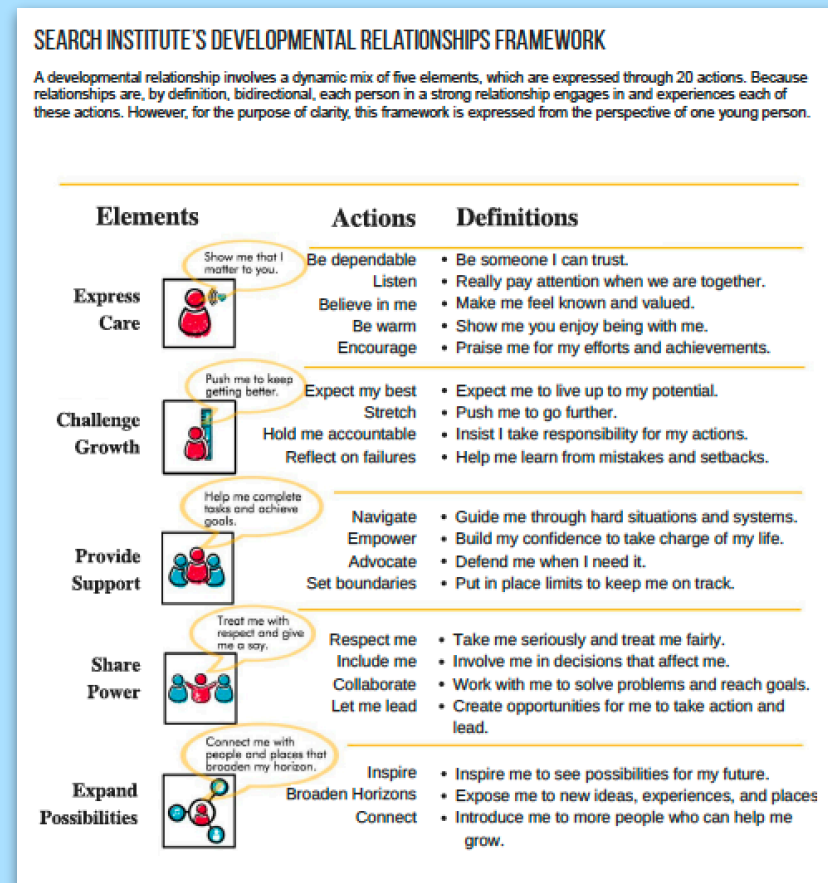 SEARCH INSTITUTE'S DEVELOPMENTAL RELATIONSHIPS FRAMEWORK
A developmental relationship involves a dynamic mix of five elements, which are expressed through 20 actions. Because
relationships are, by definition, bidirectional, each person in a strong relationship engages in and experiences each of
these actions. However, for the purpose of clarity, this framework is expressed from the perspective of one young person.
Elements Actions Definitions
Express
Care
Show me that I
matter to you.
Be dependable • Be someone I can trust.
Listen • Really pay attention when we are together.
Believe in me • Make me feel known and valued.
Be warm • Show me you enjoy being with me.
Encourage • Praise me for my efforts and achievements.
Challenge
Growth
Push me to keep
getting better.
Expect my best • Expect me to live up to my potential.
Stretch • Push me to go further.
Hold me accountable • Insist I take responsibility for my actions.
Reflect on failures • Help me learn from mistakes and setbacks.
Provide
Support
Help me complete
tasks and achieve
goals.
Navigate • Guide me through hard situations and systems.
Empower • Build my confidence to take charge of my life.
Advocate • Defend me when I need it.
Set boundaries • Put in place limits to keep me on track.
Share
Power
Treat me with
respect and give
me a say.
Respect me • Take me seriously and treat me fairly.
Include me • Involve me in decisions that affect me.
Collaborate • Work with me to solve problems and reach goals.
Let me lead • Create opportunities for me to take action and
lead.
Expand
Possibilities
Connect me with
people and places that
broaden my horizon.
Inspire • Inspire me to see possibilities for my future.
Broaden Horizons • Expose me to new ideas, experiences, and places
Connect • Introduce me to more people who can help me
grow.